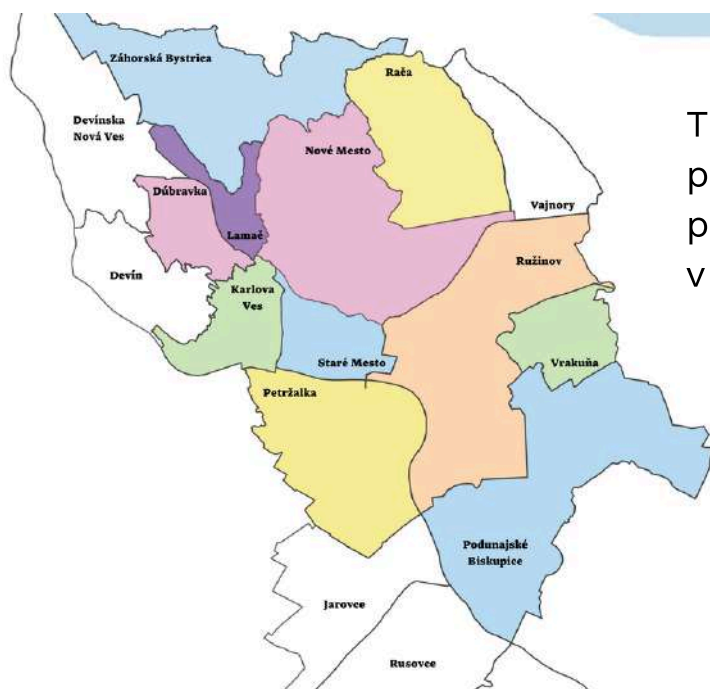 Záhorská Bystrica
Rača
Devínska
Nová Ves
Nové Mesto
Dúbravka
Vajnory
Lamač
Ružinov
Devín
Karlova
Ves
Staré Mesto
Vrakuňa
Petržalka
Podunajské
Biskupice
Jarovce
Rusovce
T
p
p
v